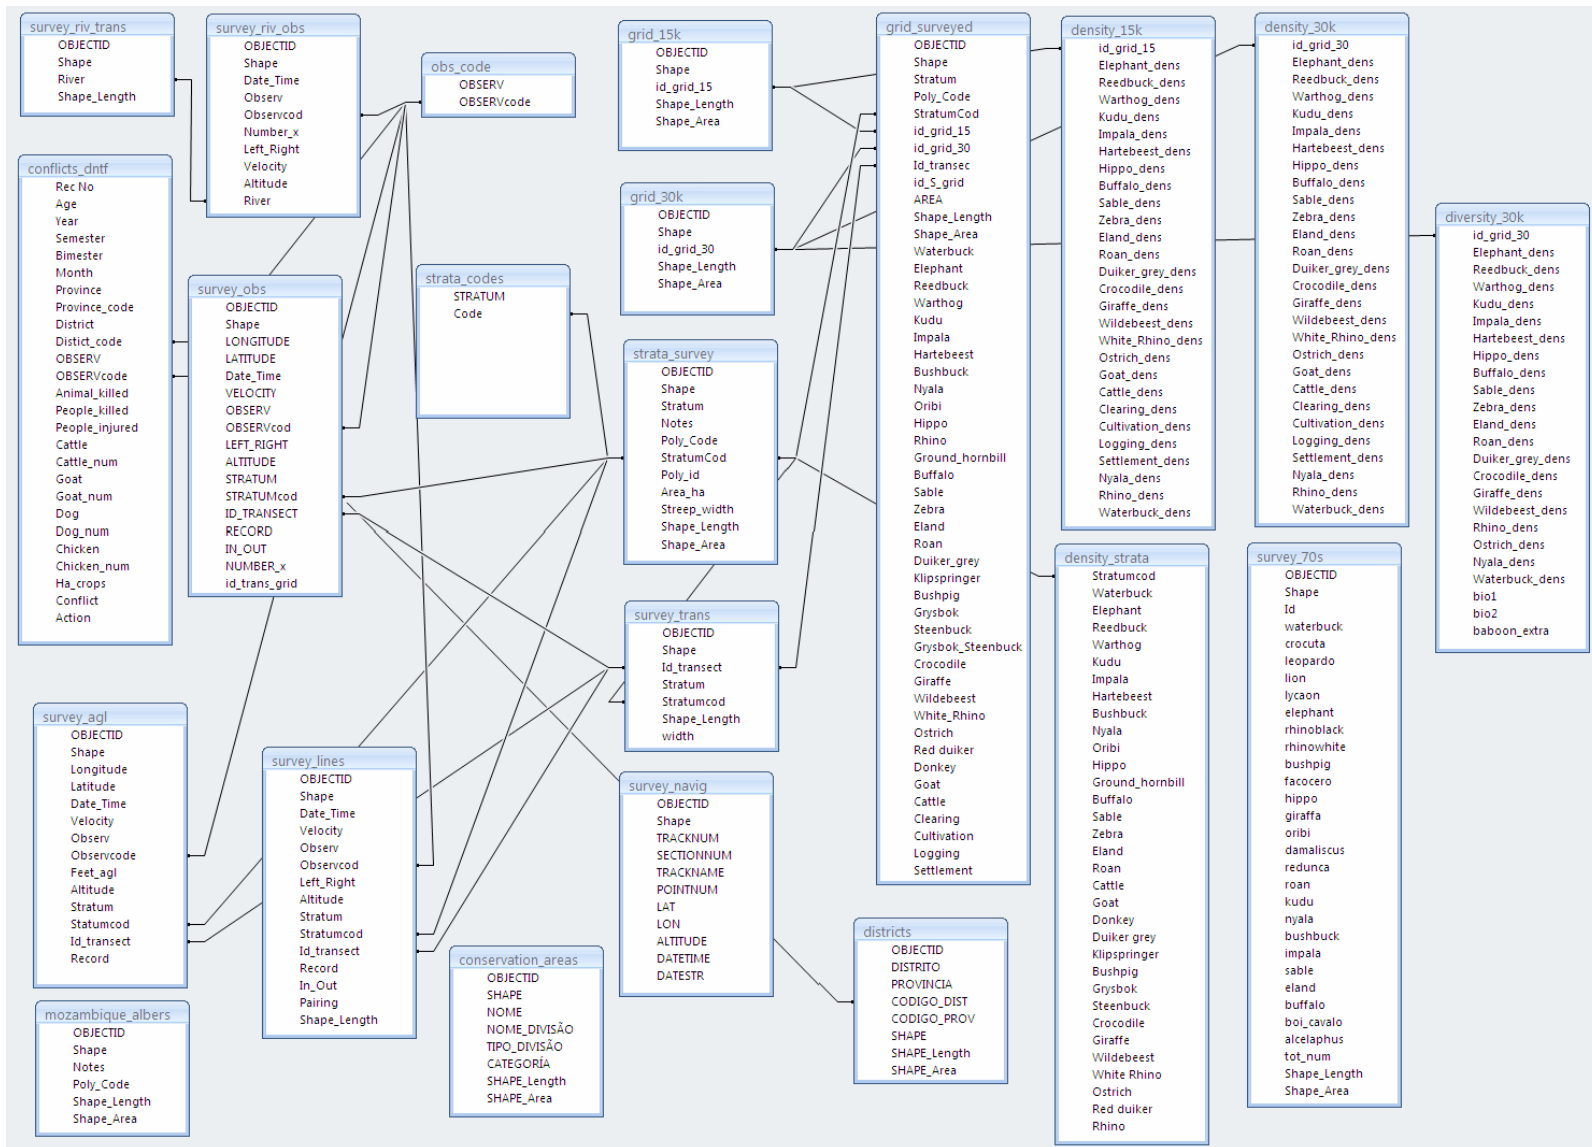 survey_riv_trans
OBJECTID
Shape
River
Shape_Length
survey_riv_obs
OBJECTID
Shape
Date_Time
Observ
Observcod
Number_x
Left_Right
Velocity
Altitude
River
obs_code
OBSERV
OBSERVcode
conflicts_dntf
Rec No
Age
Year
Semester
Bimester
Month
Province
Province_code
District
Distict_code
OBSERV
OBSERVcode
Animal_killed
People_killed
People_injured
Cattle
Cattle_num
Goat
Goat_num
Dog
Dog_num
Chicken
Chicken_num
Ha_crops
Conflict
Action
survey_obs
OBJECTID
Shape
LONGITUDE
LATITUDE
Date_Time
VELOCITY
OBSERV
OBSERVcod
LEFT_RIGHT
ALTITUDE
STRATUM
STRATUMcod
ID_TRANSECT
RECORD
IN_OUT
NUMBER_x
id_trans_grid
strata_codes
STRATUM
Code
grid_15k
OBJECTID
Shape
id_grid_15
Shape_Length
Shape_Area
grid_30k
OBJECTID
Shape
id_grid_30
Shape_Length
Shape_Area
strata_survey
OBJECTID
Shape
Stratum
Notes
Poly_Code
StratumCod
Poly_id
Area_ha
Streep_width
Shape_Length
Shape_Area
survey_trans
OBJECTID
Shape
Id_transect
Stratum
Stratumcod
Shape_Length
width
survey_agl
OBJECTID
Shape
Longitude
Latitude
Date_Time
Velocity
Observ
Observcode
Feet_agl
Altitude
Stratum
Statumcod
Id_transect
Record
survey_lines
OBJECTID
Shape
Date_Time
Velocity
Observ
Observcod
Left_Right
Altitude
Stratum
Stratumcod
Id_transect
Record
In_Out
Pairing
Shape_Length
survey_navig
OBJECTID
Shape
TRACKNUM
SECTIONNUM
TRACKNAME
POINTNUM
LAT
LON
ALTITUDE
DATETIME
DATESTR
mozambique_albers
OBJECTID
Shape
Notes
Poly_Code
Shape_Length
Shape_Area
conservation_areas
OBJECTID
SHAPE
NOME
NOME_DIVISÃO
TIPO_DIVISÃO
CATEGORÍA
SHAPE_Length
SHAPE_Area
districts
OBJECTID
DISTRITO
PROVINCIA
CODIGO_DIST
CODIGO_PROV
SHAPE
SHAPE_Length
SHAPE_Area
grid_surveyed
OBJECTID
Shape
Stratum
Poly_Code
StratumCod
id_grid_15
id_grid_30
Id_transec
id_S_grid
AREA
Shape_Length
Shape_Area
Waterbuck
Elephant
Reedbuck
Warthog
Kudu
Impala
Hartebeest
Bushbuck
Nyala
Oribi
Hippo
Rhino
Ground_hornbill
Buffalo
Sable
Zebra
Eland
Roan
Duiker_grey
Klipspringer
Bushpig
Grysbok
Steenbuck
Grysbok_Steenbuck
Crocodile
Giraffe
Wildebeest
White_Rhino
Ostrich
Red duiker
Donkey
Goat
Cattle
Clearing
Cultivation
Logging
Settlement
density_15k
id_grid_15
Elephant_dens
Reedbuck_dens
Warthog_dens
Kudu_dens
Impala_dens
Hartebeest_dens
Hippo_dens
Buffalo_dens
Sable_dens
Zebra_dens
Eland_dens
Roan_dens
Duiker_grey_dens
Crocodile_dens
Giraffe_dens
Wildebeest_dens
White_Rhino_dens
Ostrich_dens
Goat_dens
Cattle_dens
Clearing_dens
Cultivation_dens
Logging_dens
Settlement_dens
Nyala_dens
Rhino_dens
Waterbuck_dens
density_30k
id_grid_30
Elephant_dens
Reedbuck_dens
Warthog_dens
Kudu_dens
Impala_dens
Hartebeest_dens
Hippo_dens
Buffalo_dens
Sable_dens
Zebra_dens
Eland_dens
Roan_dens
Duiker_grey_dens
Crocodile_dens
Giraffe_dens
Wildebeest_dens
White_Rhino_dens
Ostrich_dens
Goat_dens
Cattle_dens
Clearing_dens
Cultivation_dens
Logging_dens
Settlement_dens
Nyala_dens
Rhino_dens
Waterbuck_dens
diversity_30k
id_grid_30
Elephant_dens
Reedbuck_dens
Warthog_dens
Kudu_dens
Impala_dens
Hartebeest_dens
Hippo_dens
Buffalo_dens
Sable_dens
Zebra_dens
Eland_dens
Roan_dens
Duiker_grey_dens
Crocodile_dens
Giraffe_dens
Wildebeest_dens
Rhino_dens
Ostrich_dens
Nyala_dens
Waterbuck_dens
bio1
bio2
baboon_extra
density_strata
Stratumcod
Waterbuck
Elephant
Reedbuck
Warthog
Kudu
Impala
Hartebeest
Bushbuck
Nyala
Oribi
Hippo
Ground_hornbill
Buffalo
Sable
Zebra
Eland
Roan
Cattle
Goat
Donkey
Duiker grey
Klipspringer
Bushpig
Grysbok
Steenbuck
Crocodile
Giraffe
Wildebeest
White Rhino
Ostrich
Red duiker
Rhino
survey_70s
OBJECTID
Shape
Id
waterbuck
crocuta
leopardo
lion
lycaon
elephant
rhinoblack
rhinowhite
bushpig
facocero
hippo
giraffa
oribi
damaliscus
redunca
roan
kudu
nyala
bushbuck
impala
sable
eland
buffalo
boi_cavalo
alcelaphus
tot_num
Shape_Length
Shape_Area